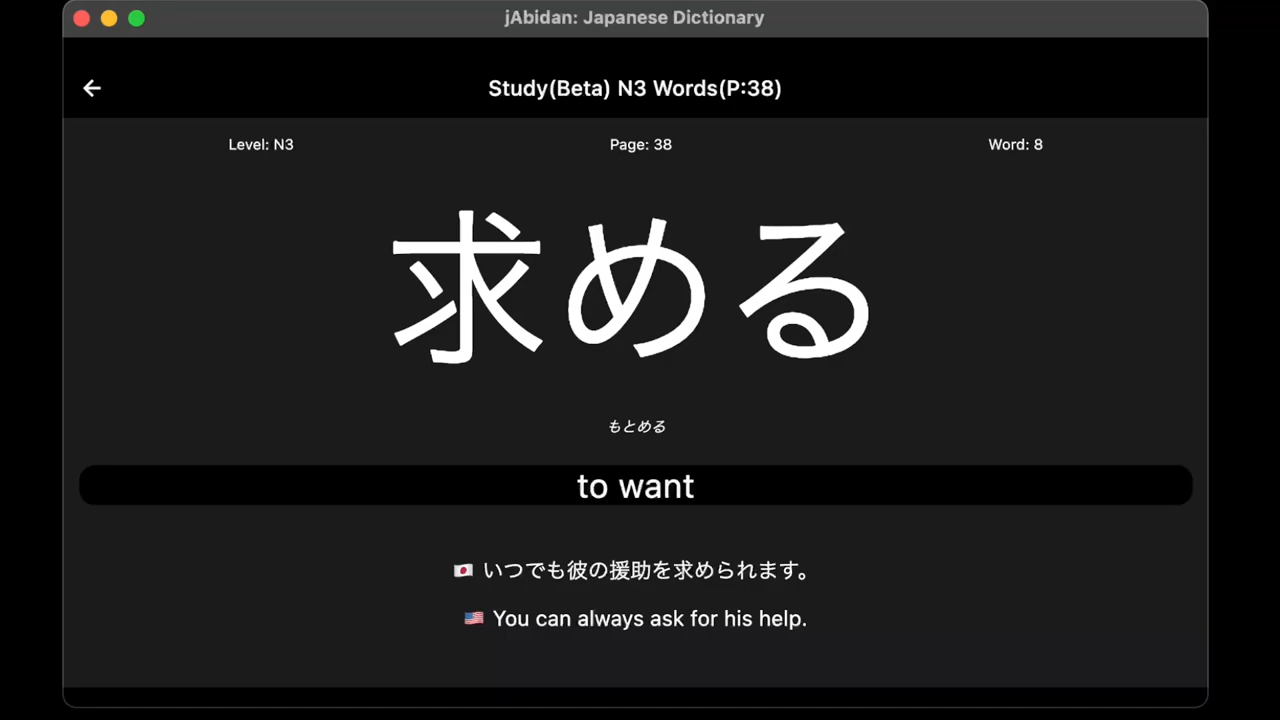 jAbidan: Japanese Dictionary
Study(Beta) N3 Words(P:38)
Level: N3 Page: 38 Word: 8
求める
もとめる
to want
🇯🇵 いつでも彼の援助を求められます。
🇺🇸 You can always ask for his help.